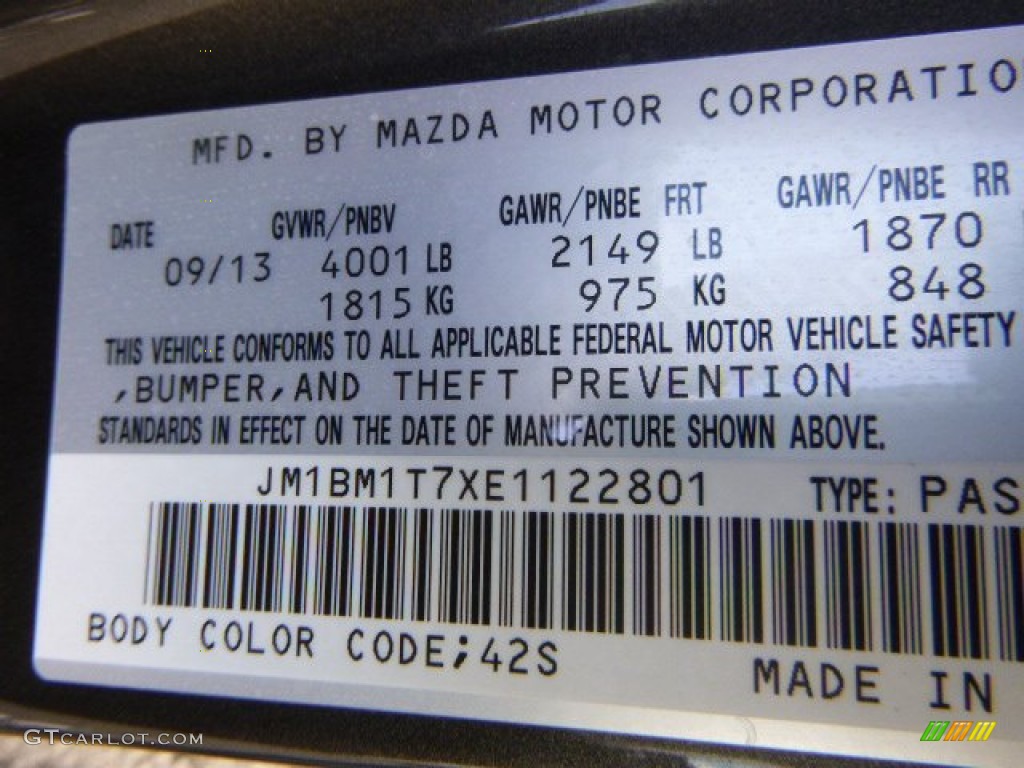 MFD. BY MAZDA MOTOR CORPORATIO
DATE GVWR/PNBV GAWR/PNBE FRT GAWR/PNBE RR
09/13 4001 LB 2149 LB 1870
1815 KG 975 KG 848
THIS VEHICLE CONFORMS TO ALL APPLICABLE FEDERAL MOTOR VEHICLE SAFETY
,BUMPER,AND THEFT PREVENTION
STANDARDS IN EFFECT ON THE DATE OF MANUFACTURE SHOWN ABOVE.
JM1BM1T7XE1122801 TYPE: PAS
BODY COLOR CODE;42S
MADE IN
GTCARLOT.COM